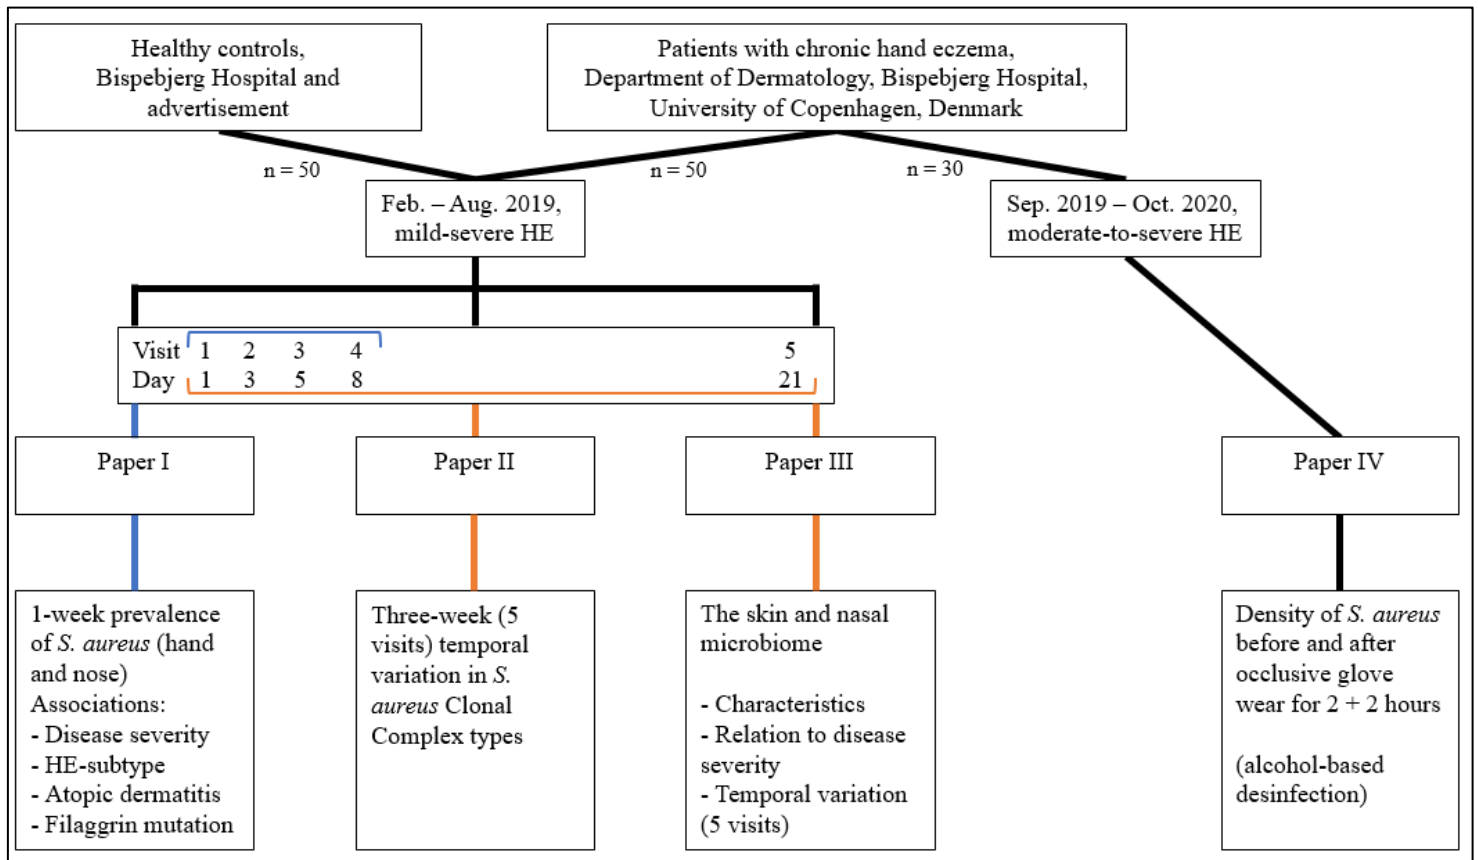 Healthy controls,
Bispebjerg Hospital and
advertisement
Patients with chronic hand eczema,
Department of Dermatology, Bispebjerg Hospital,
University of Copenhagen, Denmark
n = 50
n = 50
n = 30
Feb. – Aug. 2019,
mild-severe HE
Sep. 2019 – Oct. 2020,
moderate-to-severe HE
Visit 1 2 3 4 5
Day 1 3 5 8 21
Paper I
Paper II
Paper III
Paper IV
1-week prevalence
of S. aureus (hand
and nose)
Associations:
- Disease severity
- HE-subtype
- Atopic dermatitis
- Filaggrin mutation
Three-week (5
visits) temporal
variation in S.
aureus Clonal
Complex types
The skin and nasal
microbiome
- Characteristics
- Relation to disease
severity
- Temporal variation
(5 visits)
Density of S. aureus
before and after
occlusive glove
wear for 2 + 2 hours
(alcohol-based
desinfection)